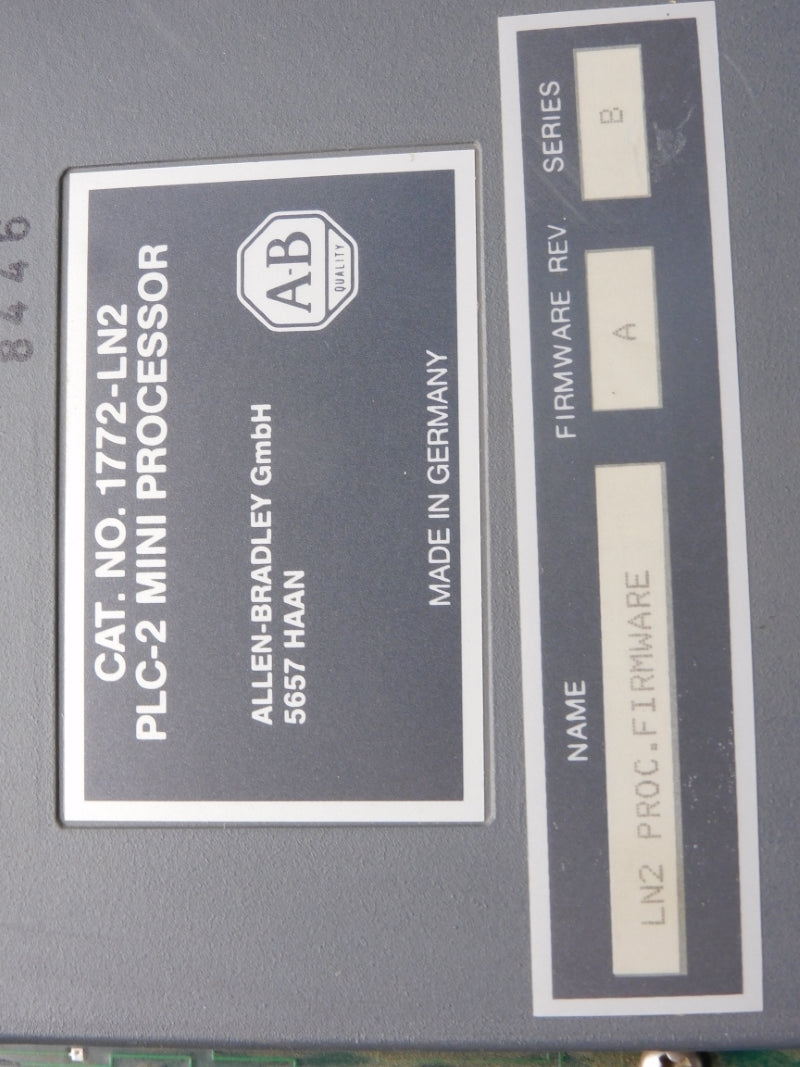 8446
CAT. NO. 1772-LN2
PLC-2 MINI PROCESSOR
A-B
QUALITY
ALLEN-BRADLEY GmbH
5657 HAAN
MADE IN GERMANY
NAME FIRMWARE REV. SERIES
LN2 PROC.FIRMWARE A B